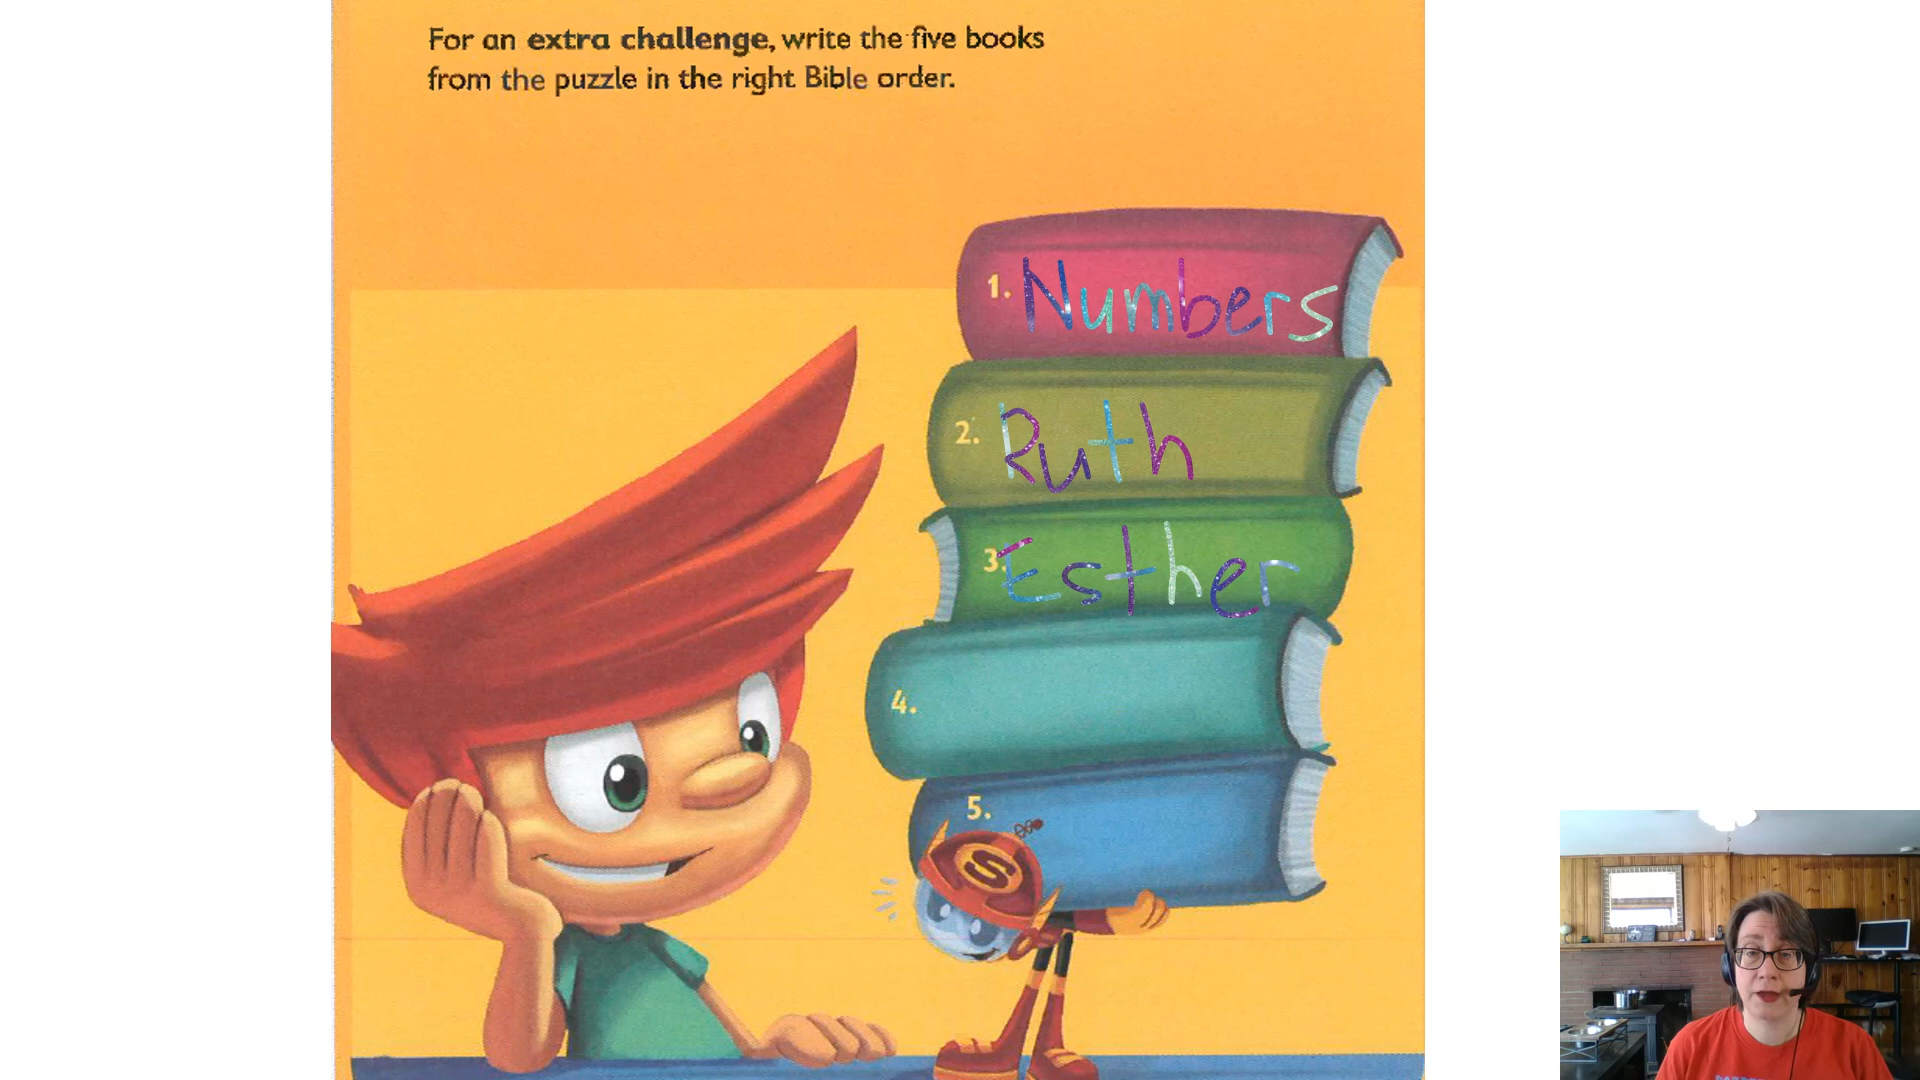 For an extra challenge, write the five books
from the puzzle in the right Bible order.
1. Numbers
2. Ruth
3. Esther
4.
5.
S